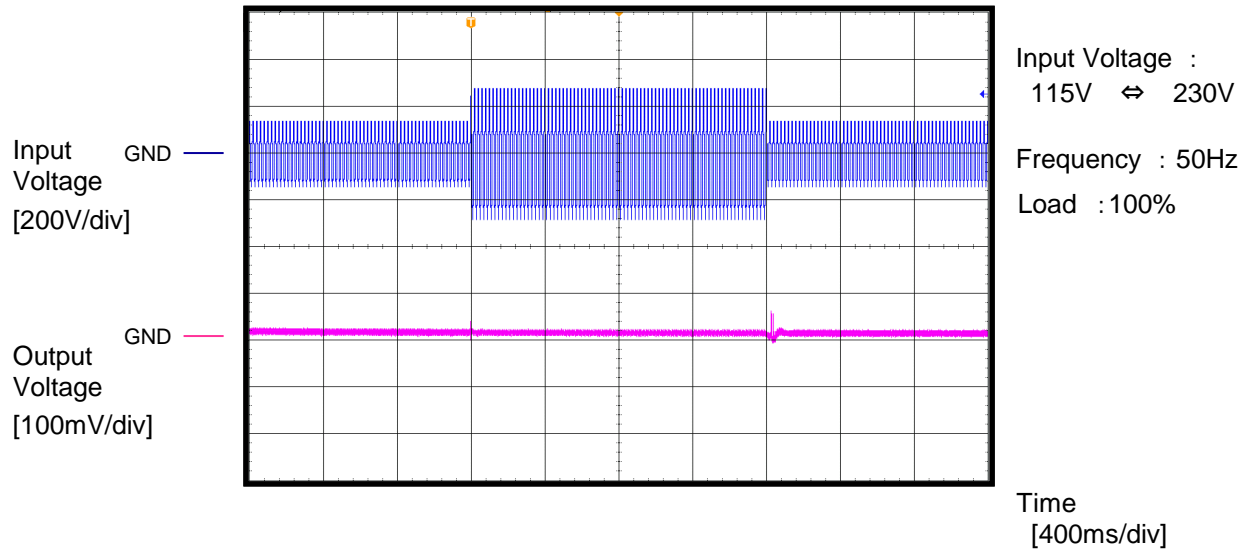 T
Input Voltage :
115V ⇔ 230V
Frequency : 50Hz
Load : 100%
Input
Voltage
[200V/div]
GND
GND
Output
Voltage
[100mV/div]
Time
[400ms/div]